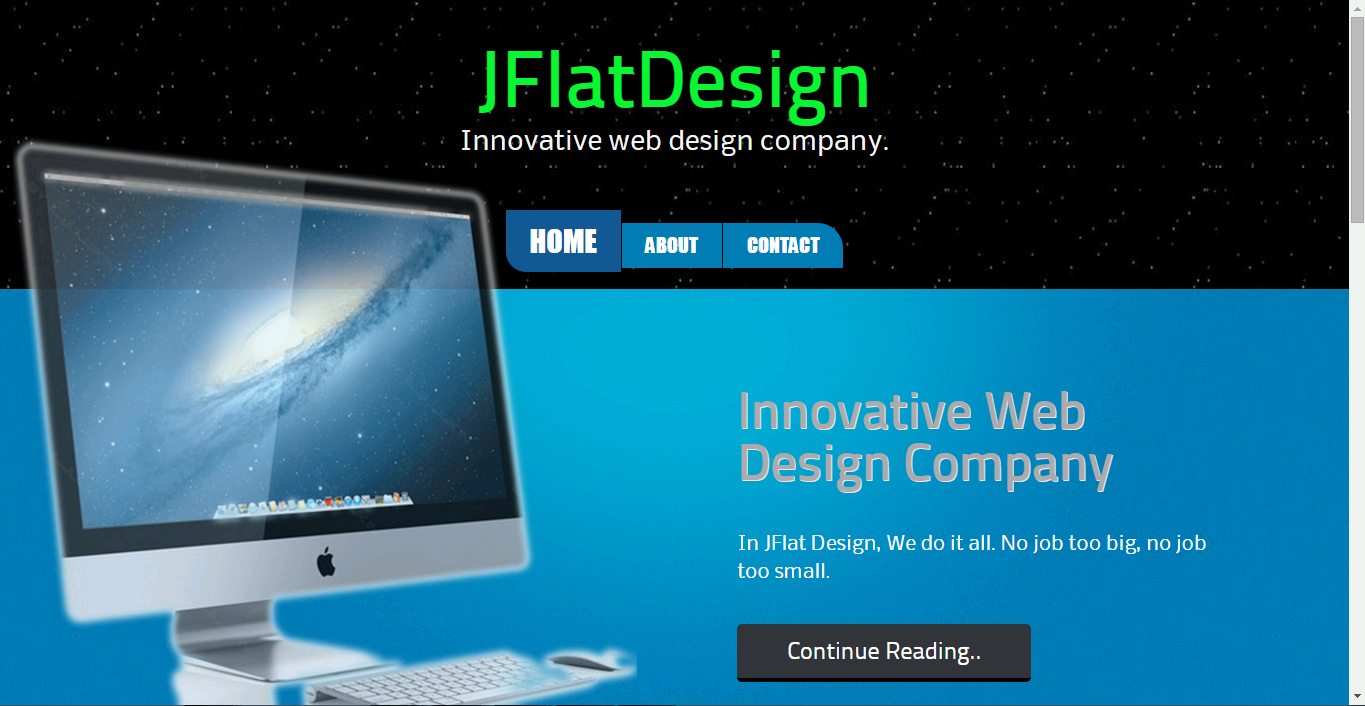 JFlatDesign
Innovative web design company.
HOME ABOUT CONTACT
Innovative Web
Design Company
In JFlat Design, We do it all. No job too big, no job
too small.
Continue Reading..